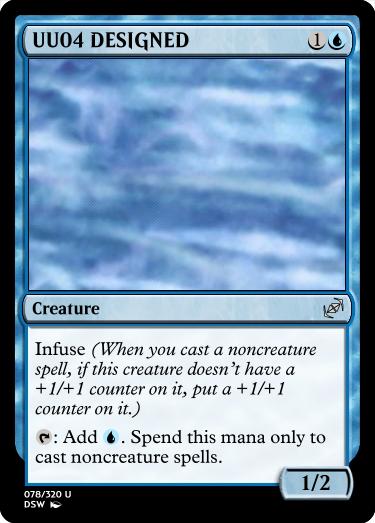 UU04 DESIGNED 1
Creature
Infuse (When you cast a noncreature
spell, if this creature doesn't have a
+1/+1 counter on it, put a +1/+1
counter on it.)
: Add . Spend this mana only to
cast noncreature spells.
1/2
078/320 U
DSW